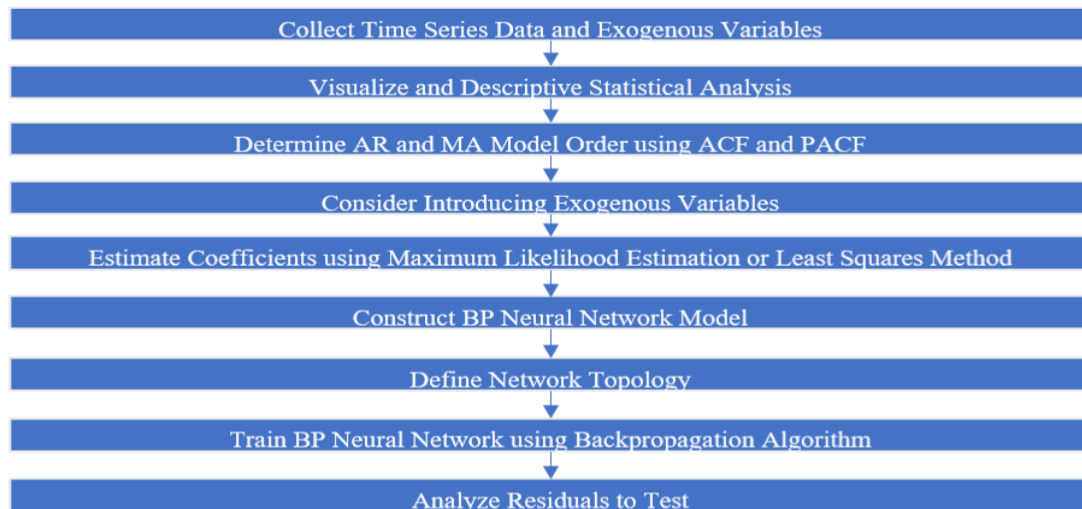 Collect Time Series Data and Exogenous Variables
Visualize and Descriptive Statistical Analysis
Determine AR and MA Model Order using ACF and PACF
Consider Introducing Exogenous Variables
Estimate Coefficients using Maximum Likelihood Estimation or Least Squares Method
Construct BP Neural Network Model
Define Network Topology
Train BP Neural Network using Backpropagation Algorithm
Analyze Residuals to Test